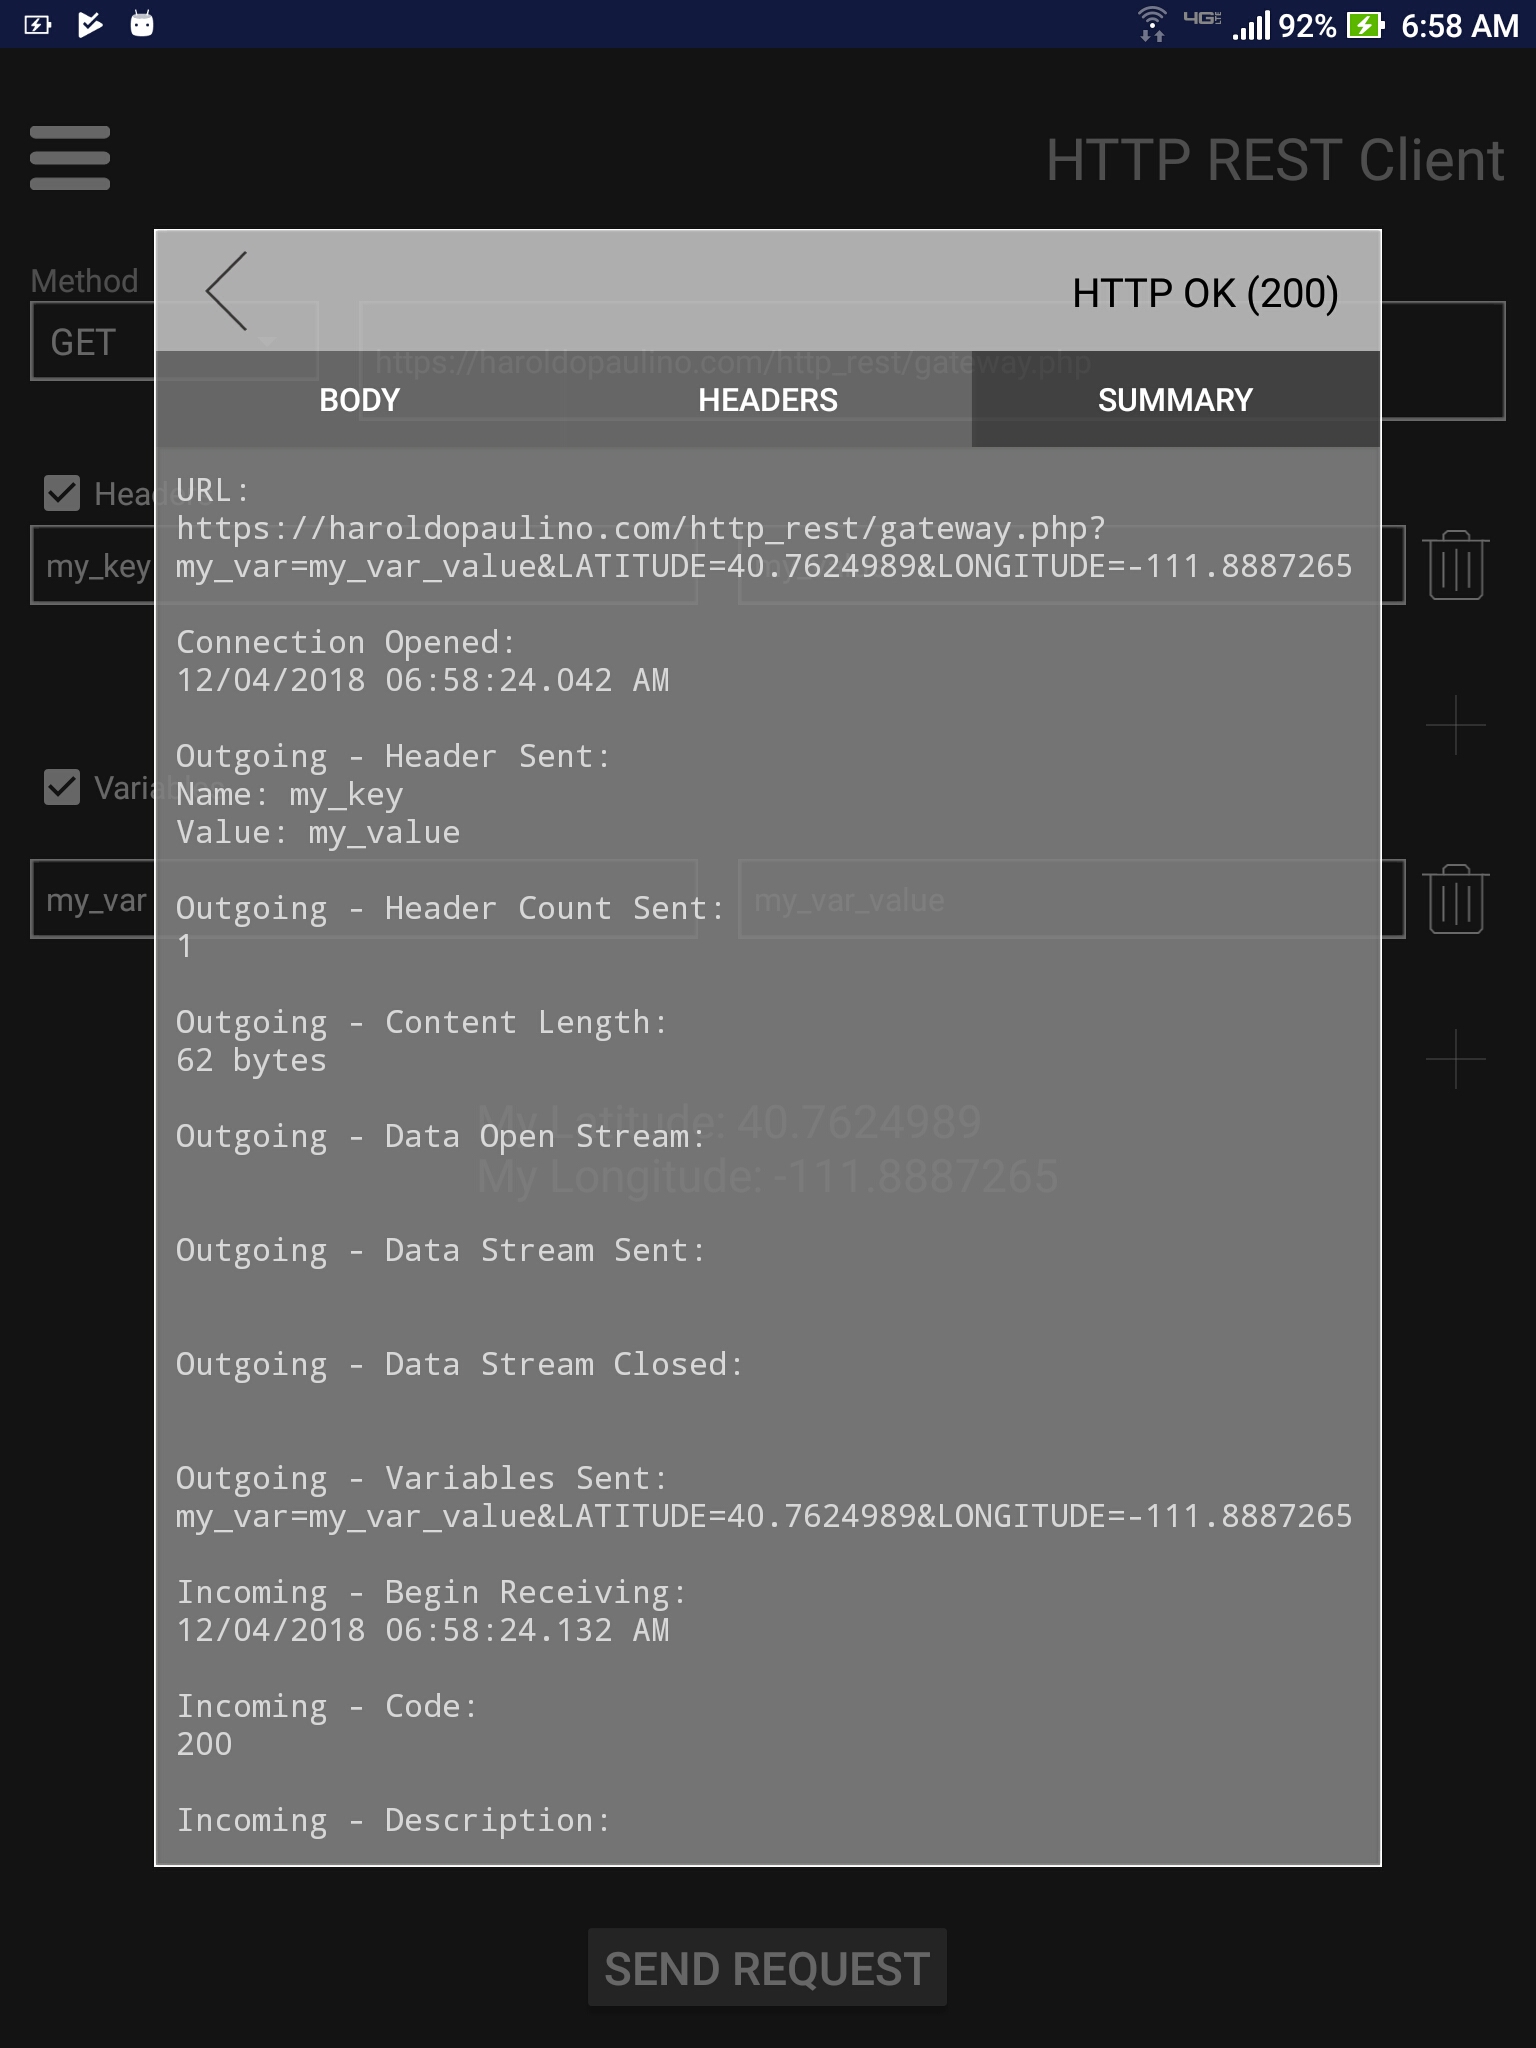 4G LTE 92% 6:58 AM
HTTP REST Client
Method
HTTP OK (200)
GET
https://haroldopaulino.com/http_rest/gateway.php
BODY HEADERS SUMMARY
Headers
URL:
https://haroldopaulino.com/http_rest/gateway.php?
my_key
my_var=my_var_value&LATITUDE=40.7624989&LONGITUDE=-111.8887265
Connection Opened:
12/04/2018 06:58:24.042 AM
Outgoing - Header Sent:
Variables
Name: my_key
Value: my_value
my_var my_var_value
Outgoing - Header Count Sent:
1
Outgoing - Content Length:
62 bytes
My Latitude: 40.7624989
Outgoing - Data Open Stream:
My Longitude: -111.8887265
Outgoing - Data Stream Sent:
Outgoing - Data Stream Closed:
Outgoing - Variables Sent:
my_var=my_var_value&LATITUDE=40.7624989&LONGITUDE=-111.8887265
Incoming - Begin Receiving:
12/04/2018 06:58:24.132 AM
Incoming - Code:
200
Incoming - Description:
SEND REQUEST